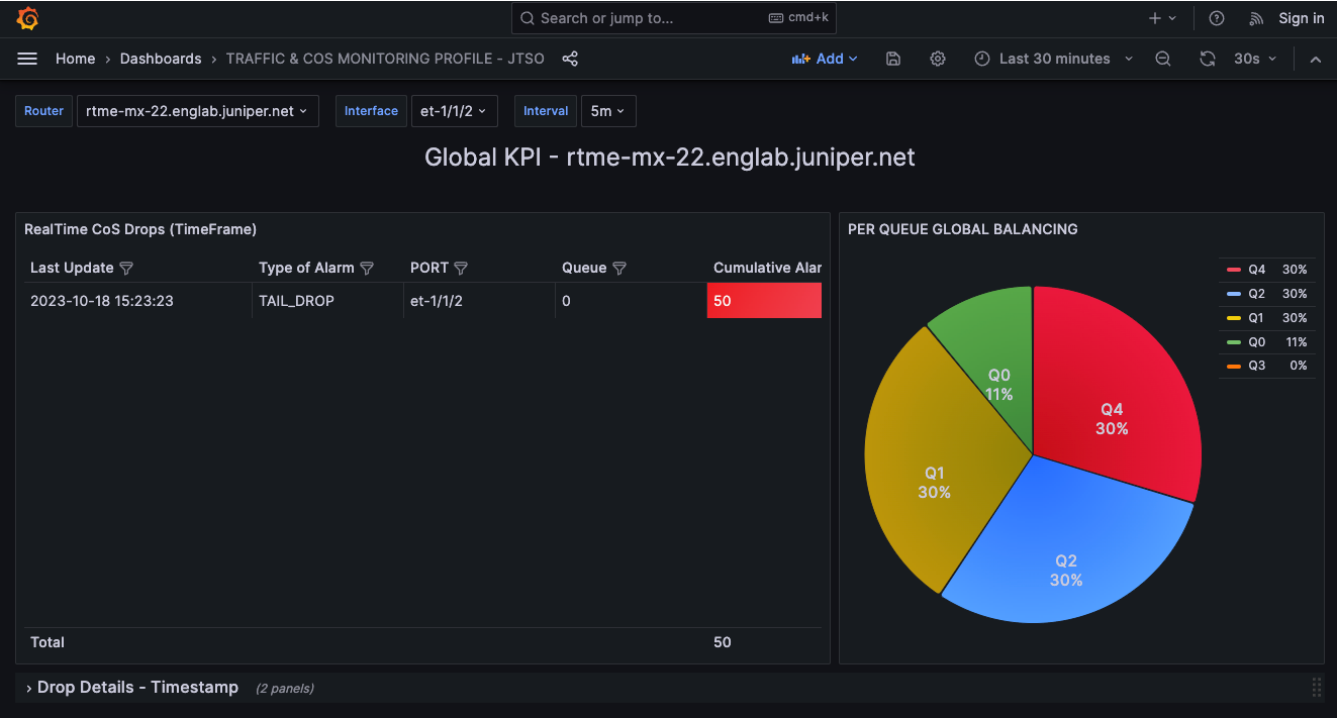 Search or jump to... cmd+k Sign in
Home › Dashboards › TRAFFIC & COS MONITORING PROFILE - JTSO Add Last 30 minutes 30s
Router rtme-mx-22.englab.juniper.net Interface et-1/1/2 Interval 5m
Global KPI - rtme-mx-22.englab.juniper.net
RealTime CoS Drops (TimeFrame)
Last Update Type of Alarm PORT Queue Cumulative Alar
2023-10-18 15:23:23 TAIL_DROP et-1/1/2 0 50
Total 50
PER QUEUE GLOBAL BALANCING
Q4 30%
Q2 30%
Q1 30%
Q0 11%
Q3 0%
Q0
11%
Q4
30%
Q1
30%
Q2
30%
› Drop Details - Timestamp (2 panels)